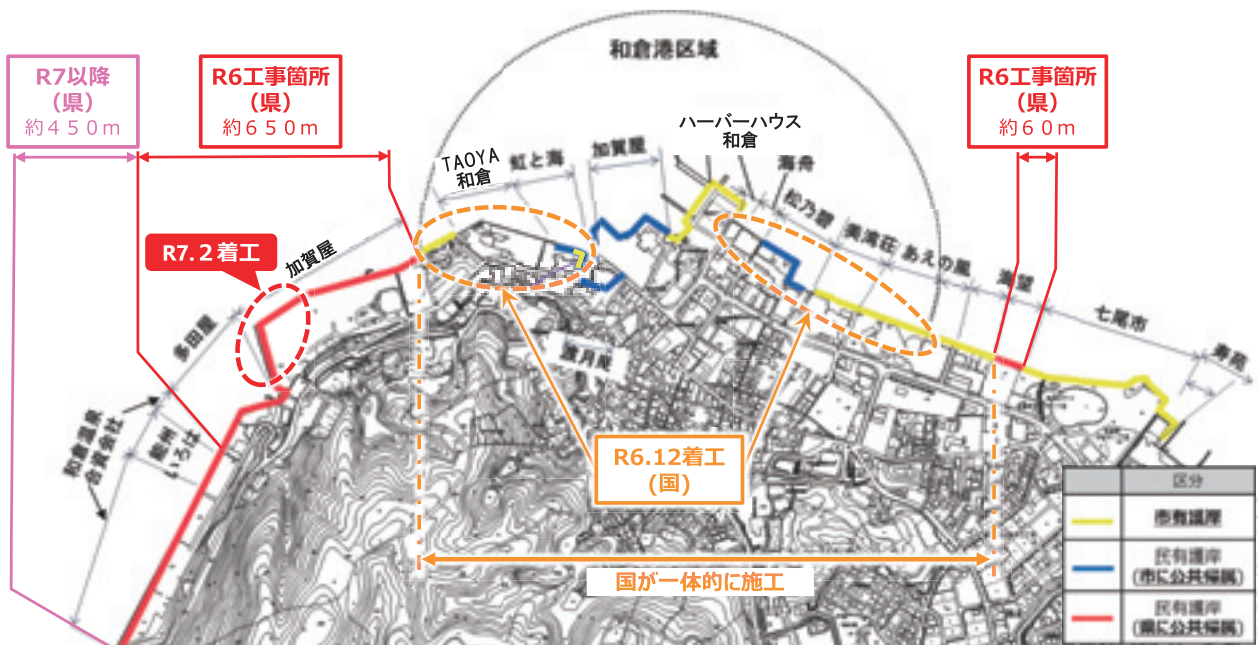 和倉港区域
R7以降
(県)
約450m
R6工事箇所
(県)
約650m
R6工事箇所
(県)
約60m
ハーバーハウス
和倉
TAOYA
和倉
虹と海
加賀屋
海舟
松乃碧
美湾荘
あえの風
海望
七尾市
寿苑
R7.2着工
加賀屋
多田屋
和倉温泉
合資会社
能州
いろは
渡月庵
R6.12着工
(国)
国が一体的に施工
区分
市有護岸
民有護岸
(市に公共帰属)
民有護岸
(県に公共帰属)